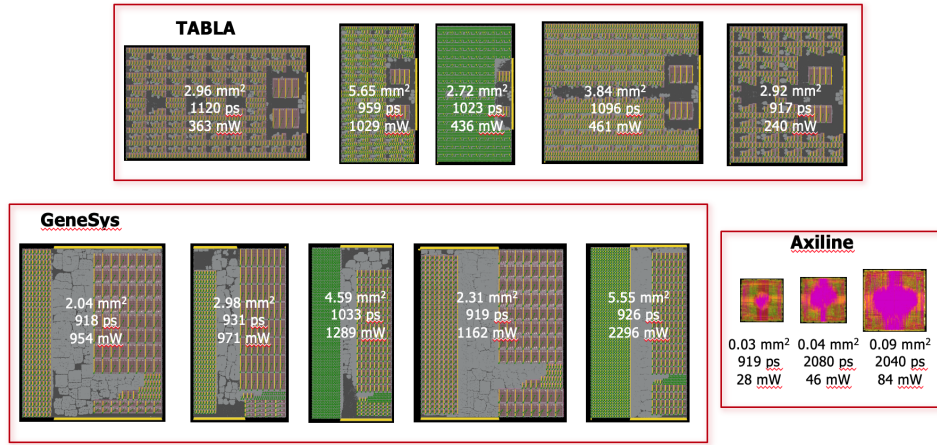 TABLA
2.96 mm²
1120 ps
363 mW
5.65 mm²
959 ps
1029 mW
2.72 mm²
1023 ps
436 mW
3.84 mm²
1096 ps
461 mW
2.92 mm²
917 ps
240 mW
GeneSys
2.04 mm²
918 ps
954 mW
2.98 mm²
931 ps
971 mW
4.59 mm²
1033 ps
1289 mW
2.31 mm²
919 ps
1162 mW
5.55 mm²
926 ps
2296 mW
Axiline
0.03 mm²
919 ps
28 mW
0.04 mm²
2080 ps
46 mW
0.09 mm²
2040 ps
84 mW